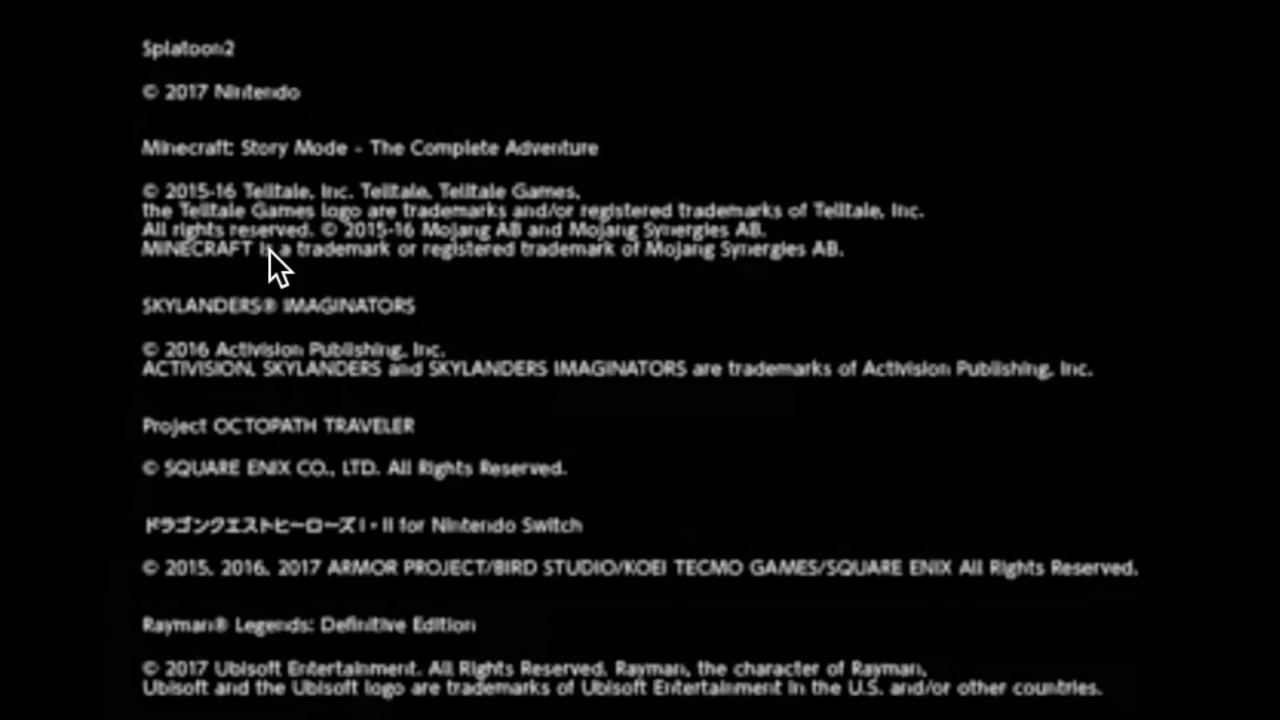 Splatoon2
© 2017 Nintendo
Minecraft: Story Mode - The Complete Adventure
© 2015-16 Telltale, Inc. Telltale, Telltale Games,
the Telltale Games logo are trademarks and/or registered trademarks of Telltale, Inc.
All rights reserved. © 2015-16 Mojang AB and Mojang Synergies AB.
MINECRAFT is a trademark or registered trademark of Mojang Synergies AB.
SKYLANDERS® IMAGINATORS
© 2016 Activision Publishing, Inc.
ACTIVISION, SKYLANDERS and SKYLANDERS IMAGINATORS are trademarks of Activision Publishing, Inc.
Project OCTOPATH TRAVELER
© SQUARE ENIX CO., LTD. All Rights Reserved.
ドラゴンクエストヒーローズ I・II for Nintendo Switch
© 2015, 2016, 2017 ARMOR PROJECT/BIRD STUDIO/KOEI TECMO GAMES/SQUARE ENIX All Rights Reserved.
Rayman® Legends: Definitive Edition
© 2017 Ubisoft Entertainment. All Rights Reserved. Rayman, the character of Rayman,
Ubisoft and the Ubisoft logo are trademarks of Ubisoft Entertainment in the U.S. and/or other countries.